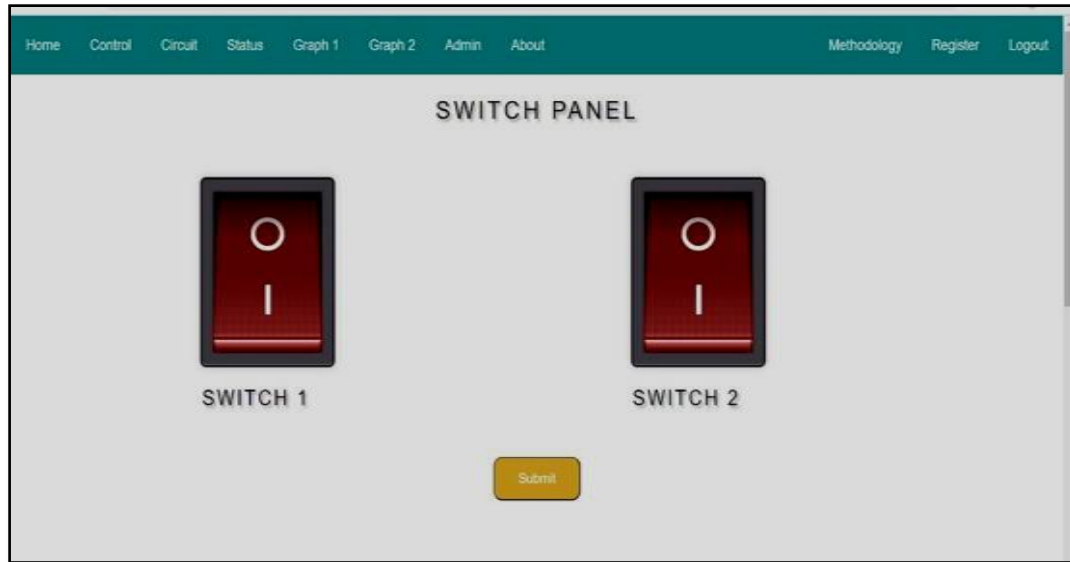 Home Control Circuit Status Graph 1 Graph 2 Admin About Methodology Register Logout
SWITCH PANEL
O O
I I
SWITCH 1 SWITCH 2
Submit